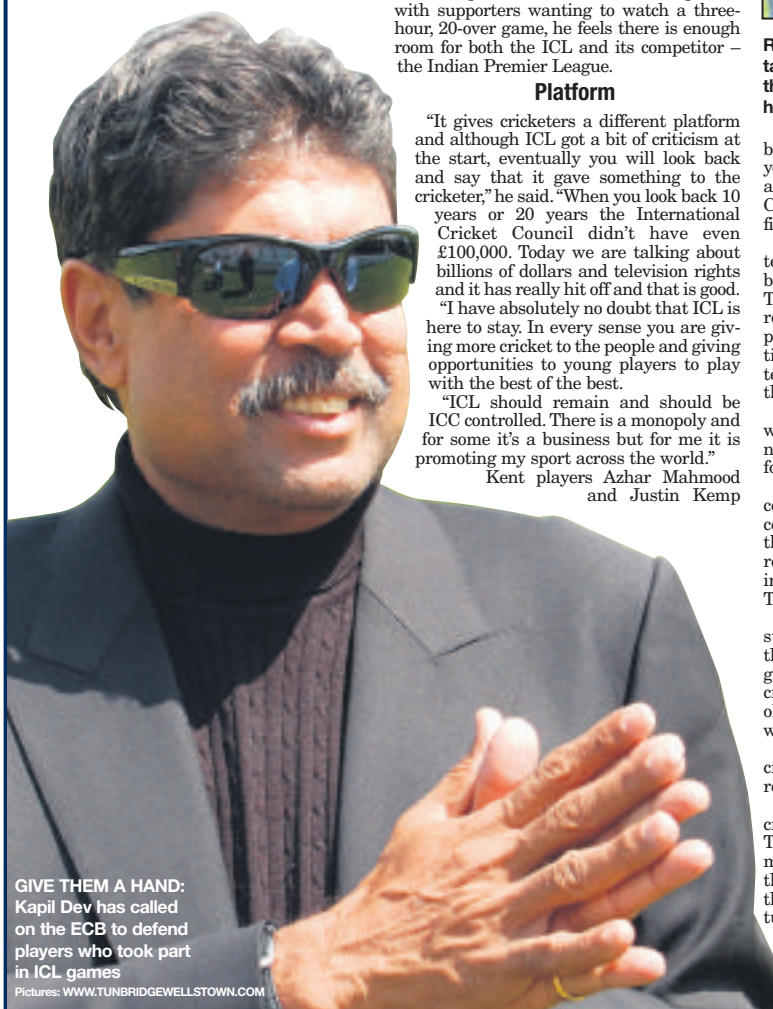 with supporters wanting to watch a three-
hour, 20-over game, he feels there is enough
room for both the ICL and its competitor –
the Indian Premier League.
Platform
“It gives cricketers a different platform
and although ICL got a bit of criticism at
the start, eventually you will look back
and say that it gave something to the
cricketer,” he said. “When you look back 10
years or 20 years the International
Cricket Council didn’t have even
£100,000. Today we are talking about
billions of dollars and television rights
and it has really hit off and that is good.
“I have absolutely no doubt that ICL is
here to stay. In every sense you are giv-
ing more cricket to the people and giving
opportunities to young players to play
with the best of the best.
“ICL should remain and should be
ICC controlled. There is a monopoly and
for some it’s a business but for me it is
promoting my sport across the world.”
Kent players Azhar Mahmood
and Justin Kemp
GIVE THEM A HAND:
Kapil Dev has called
on the ECB to defend
players who took part
in ICL games
Pictures: WWW.TUNBRIDGEWELLSTOWN.COM